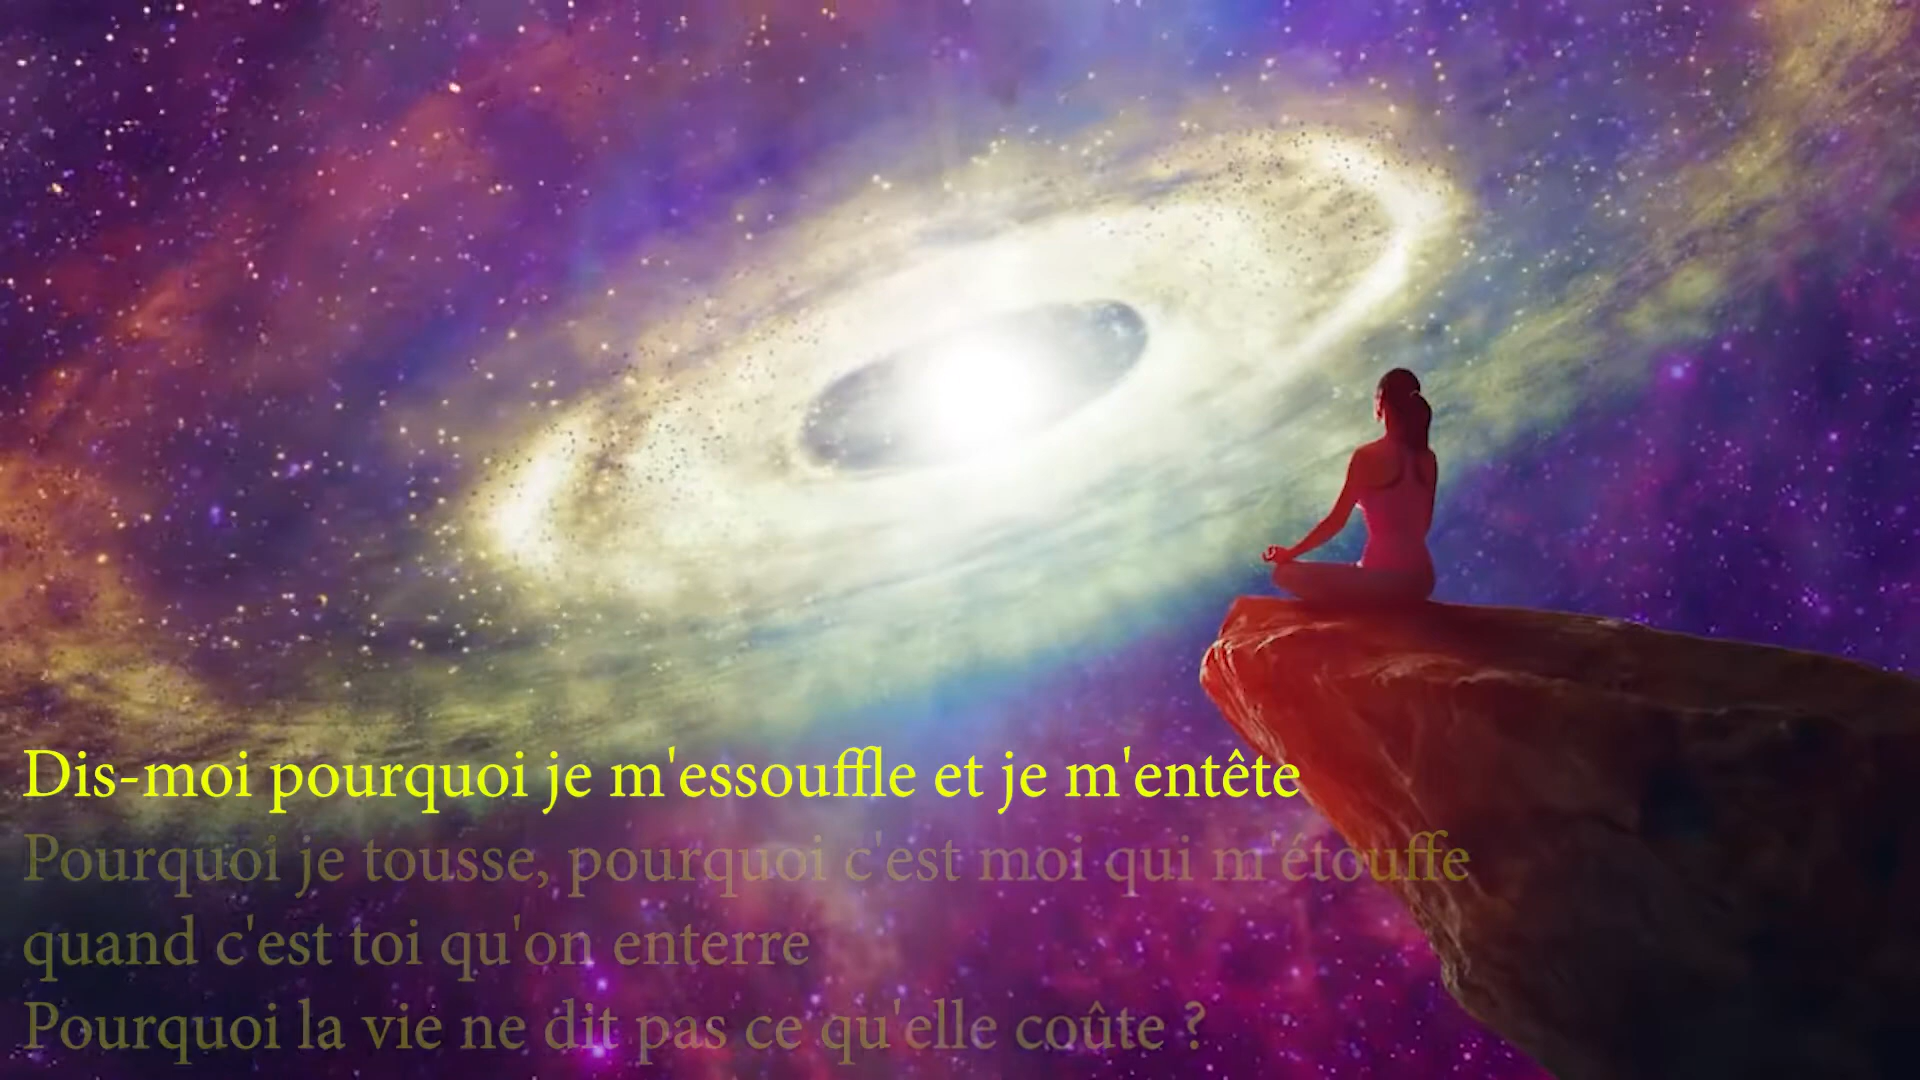 Dis-moi pourquoi je m'essouffle et je m'entête
Pourquoi je tousse, pourquoi c'est moi qui m'étouffe
quand c'est toi qu'on enterre
Pourquoi la vie ne dit pas ce qu'elle coûte ?